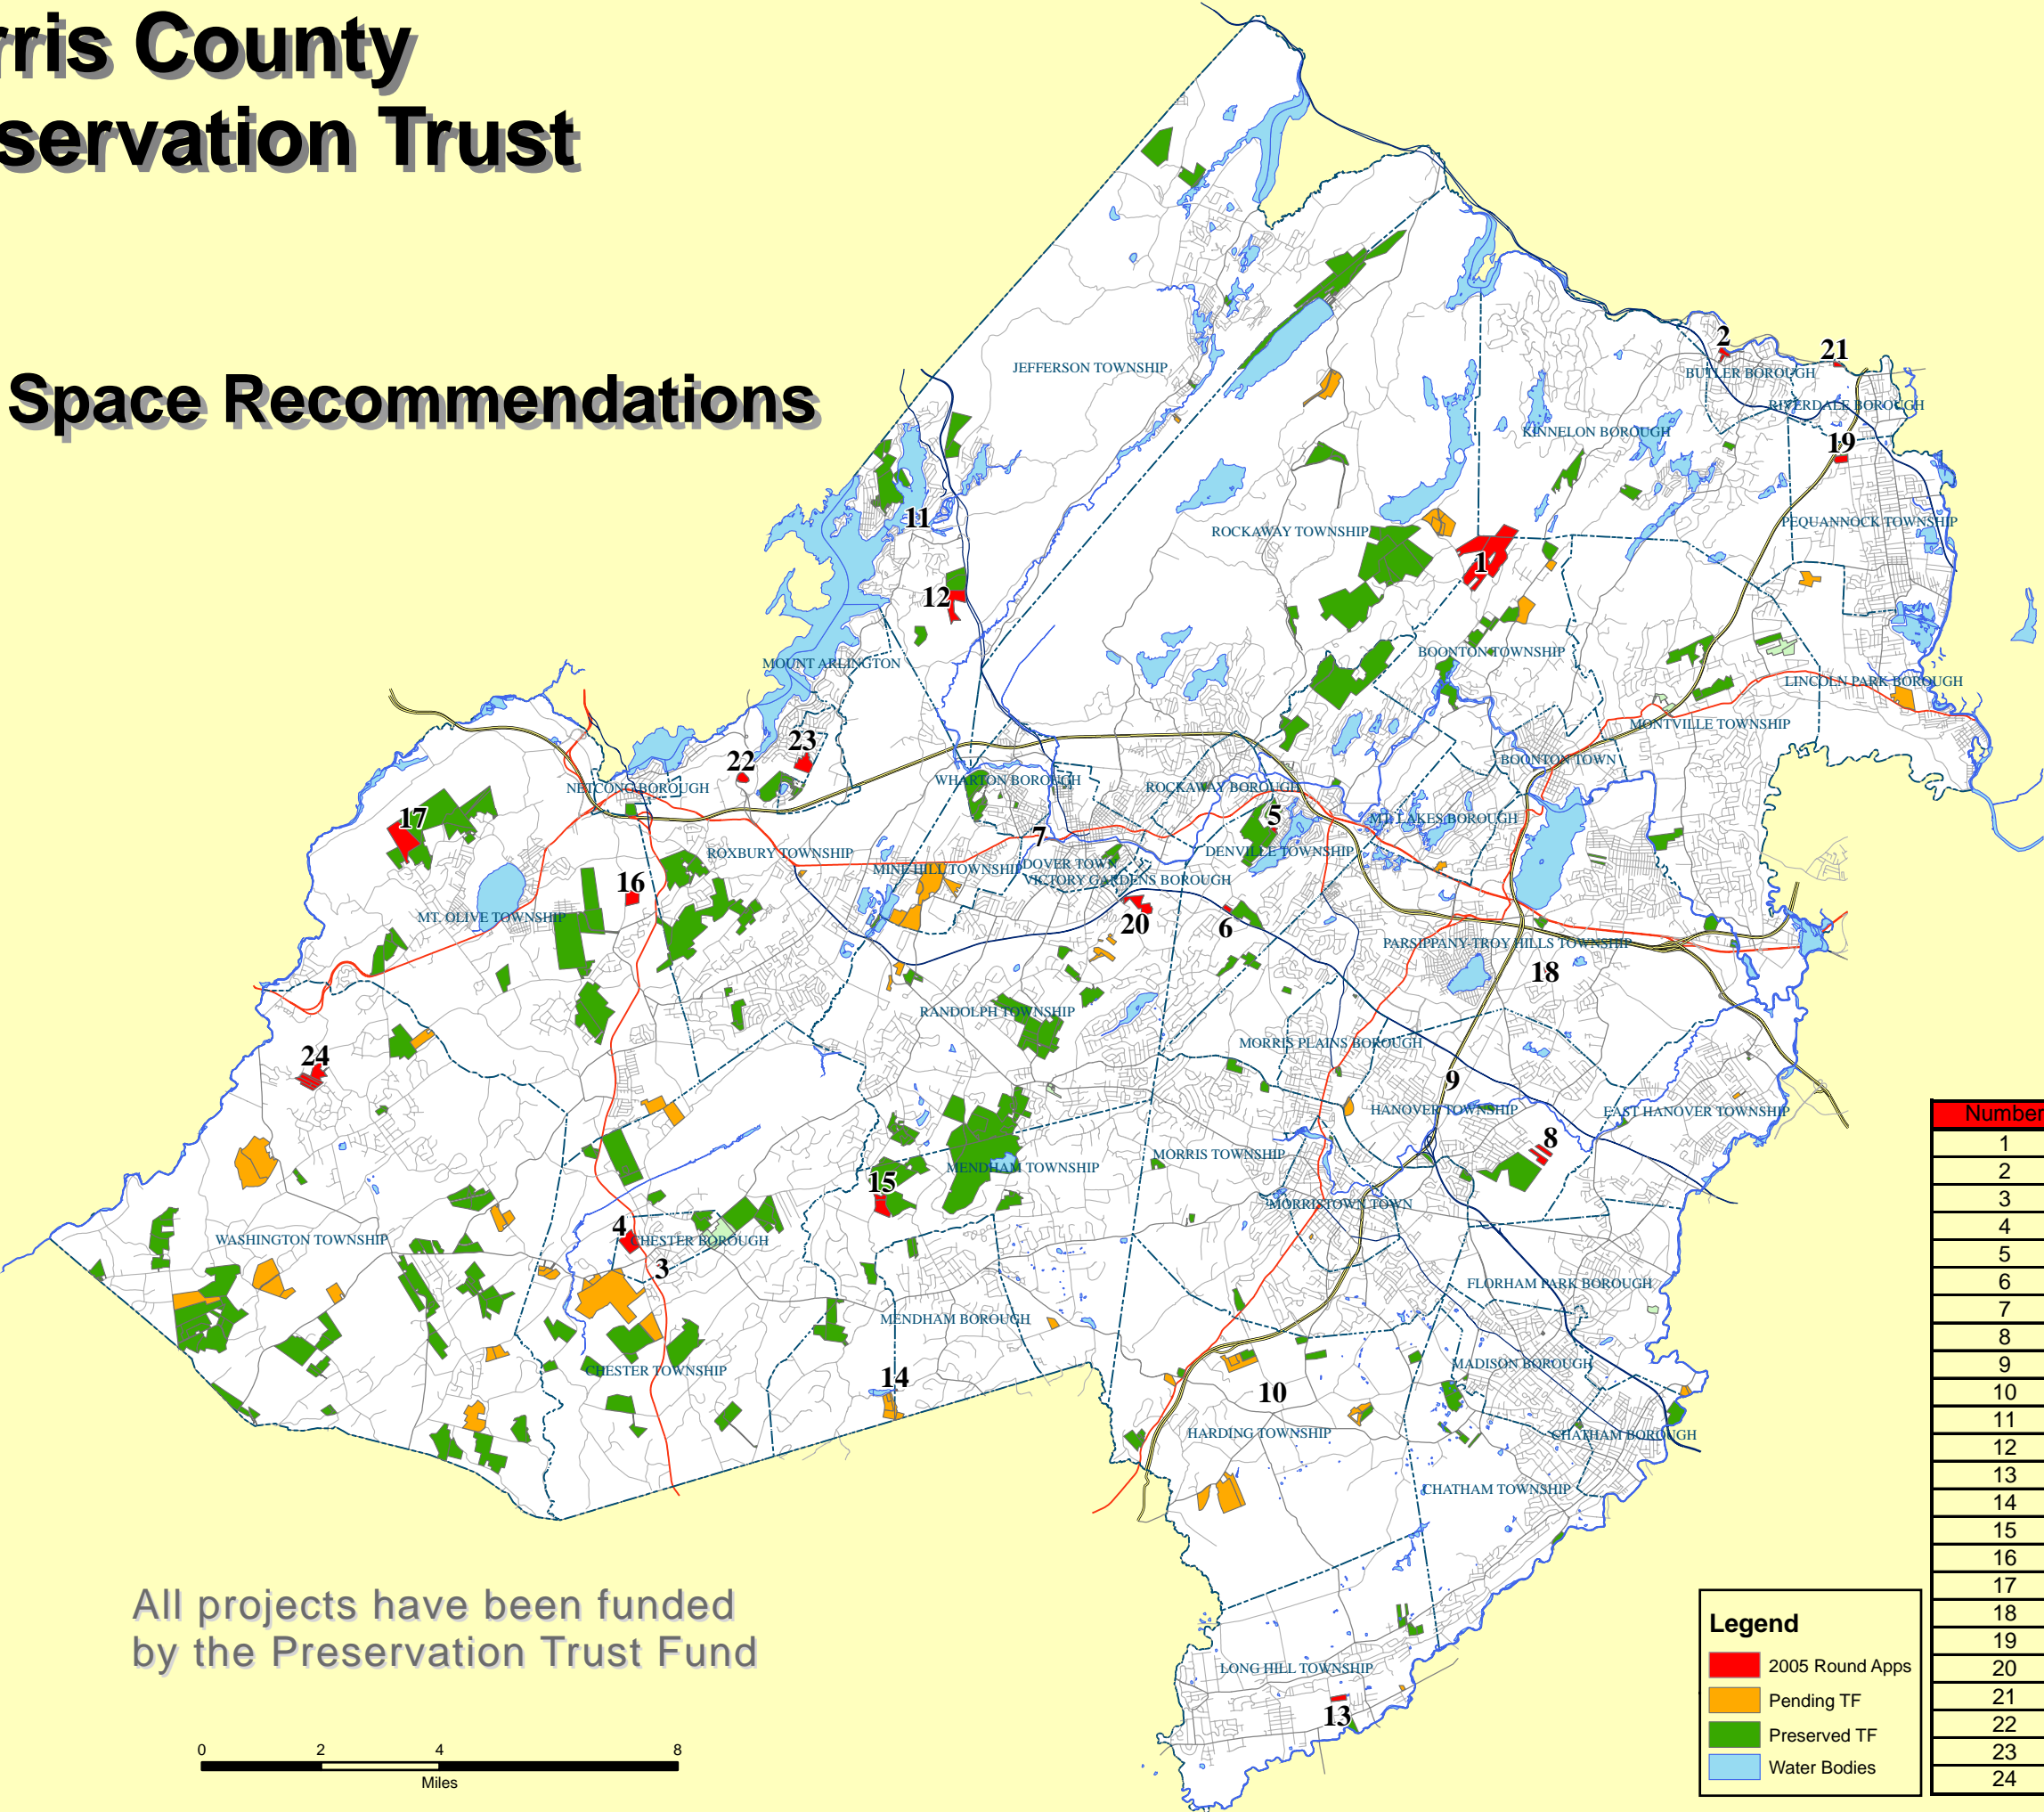 rris County
servation Trust
Space Recommendations
2
21
BUTLER BOROUGH
JEFFERSON TOWNSHIP
RIVERDALE BOROUGH
KINNELON BOROUGH
19
11
ROCKAWAY TOWNSHIP
PEQUANNOCK TOWNSHIP
1
12
MOUNT ARLINGTON
BOONTON TOWNSHIP
LINCOLN PARK BOROUGH
MONTVILLE TOWNSHIP
22
23
BOONTON TOWN
NETCONG BOROUGH
WHARTON BOROUGH
ROCKAWAY BOROUGH
17
5
MT. LAKES BOROUGH
7
ROXBURY TOWNSHIP
DENVILLE TOWNSHIP
MINE HILL TOWNSHIP
DOVER TOWN
VICTORY GARDENS BOROUGH
16
MT. OLIVE TOWNSHIP
20
6
PARSIPPANY-TROY HILLS TOWNSHIP
18
RANDOLPH TOWNSHIP
MORRIS PLAINS BOROUGH
24
9
HANOVER TOWNSHIP
EAST HANOVER TOWNSHIP
8
MENDHAM TOWNSHIP
MORRIS TOWNSHIP
15
MORRISTOWN TOWN
4
WASHINGTON TOWNSHIP
CHESTER BOROUGH
3
FLORHAM PARK BOROUGH
MENDHAM BOROUGH
CHESTER TOWNSHIP
MADISON BOROUGH
14
10
HARDING TOWNSHIP
CHATHAM BOROUGH
CHATHAM TOWNSHIP
LONG HILL TOWNSHIP
13
All projects have been funded
by the Preservation Trust Fund
0 2 4 8
Miles
Legend
2005 Round Apps
Pending TF
Preserved TF
Water Bodies
Number
1
2
3
4
5
6
7
8
9
10
11
12
13
14
15
16
17
18
19
20
21
22
23
24